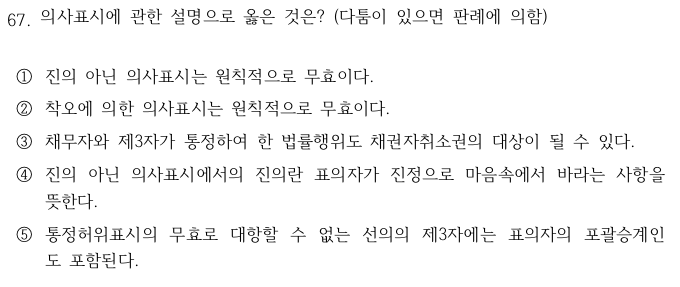 67. 의사표시에 관한 설명으로 옳은 것은? (다툼이 있으면 판례에 의함)
① 진의 아닌 의사표시는 원칙적으로 무효이다.
② 착오에 의한 의사표시는 원칙적으로 무효이다.
③ 채무자와 제3자가 통정하여 한 법률행위도 채권자취소권의 대상이 될 수 있다.
④ 진의 아닌 의사표시에서의 진의란 표의자가 진정으로 마음속에서 바라는 사항을
뜻한다.
⑤ 통정허위표시의 무효로 대항할 수 없는 선의의 제3자에는 표의자의 포괄승계인
도 포함된다.